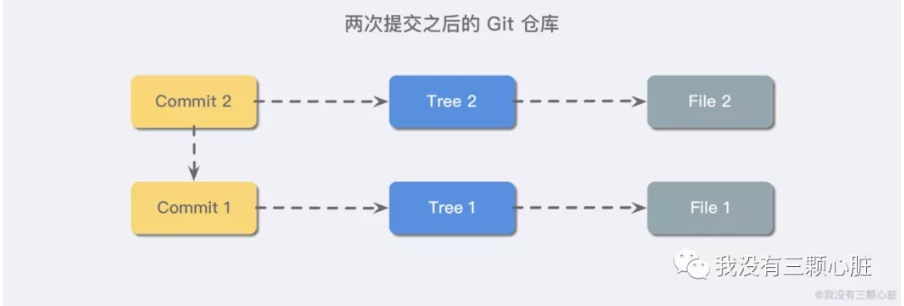 两次提交之后的 Git 仓库
Commit 2
Tree 2
File 2
Commit 1
Tree 1
File 1
我没有三颗心脏
@我没有三颗心脏